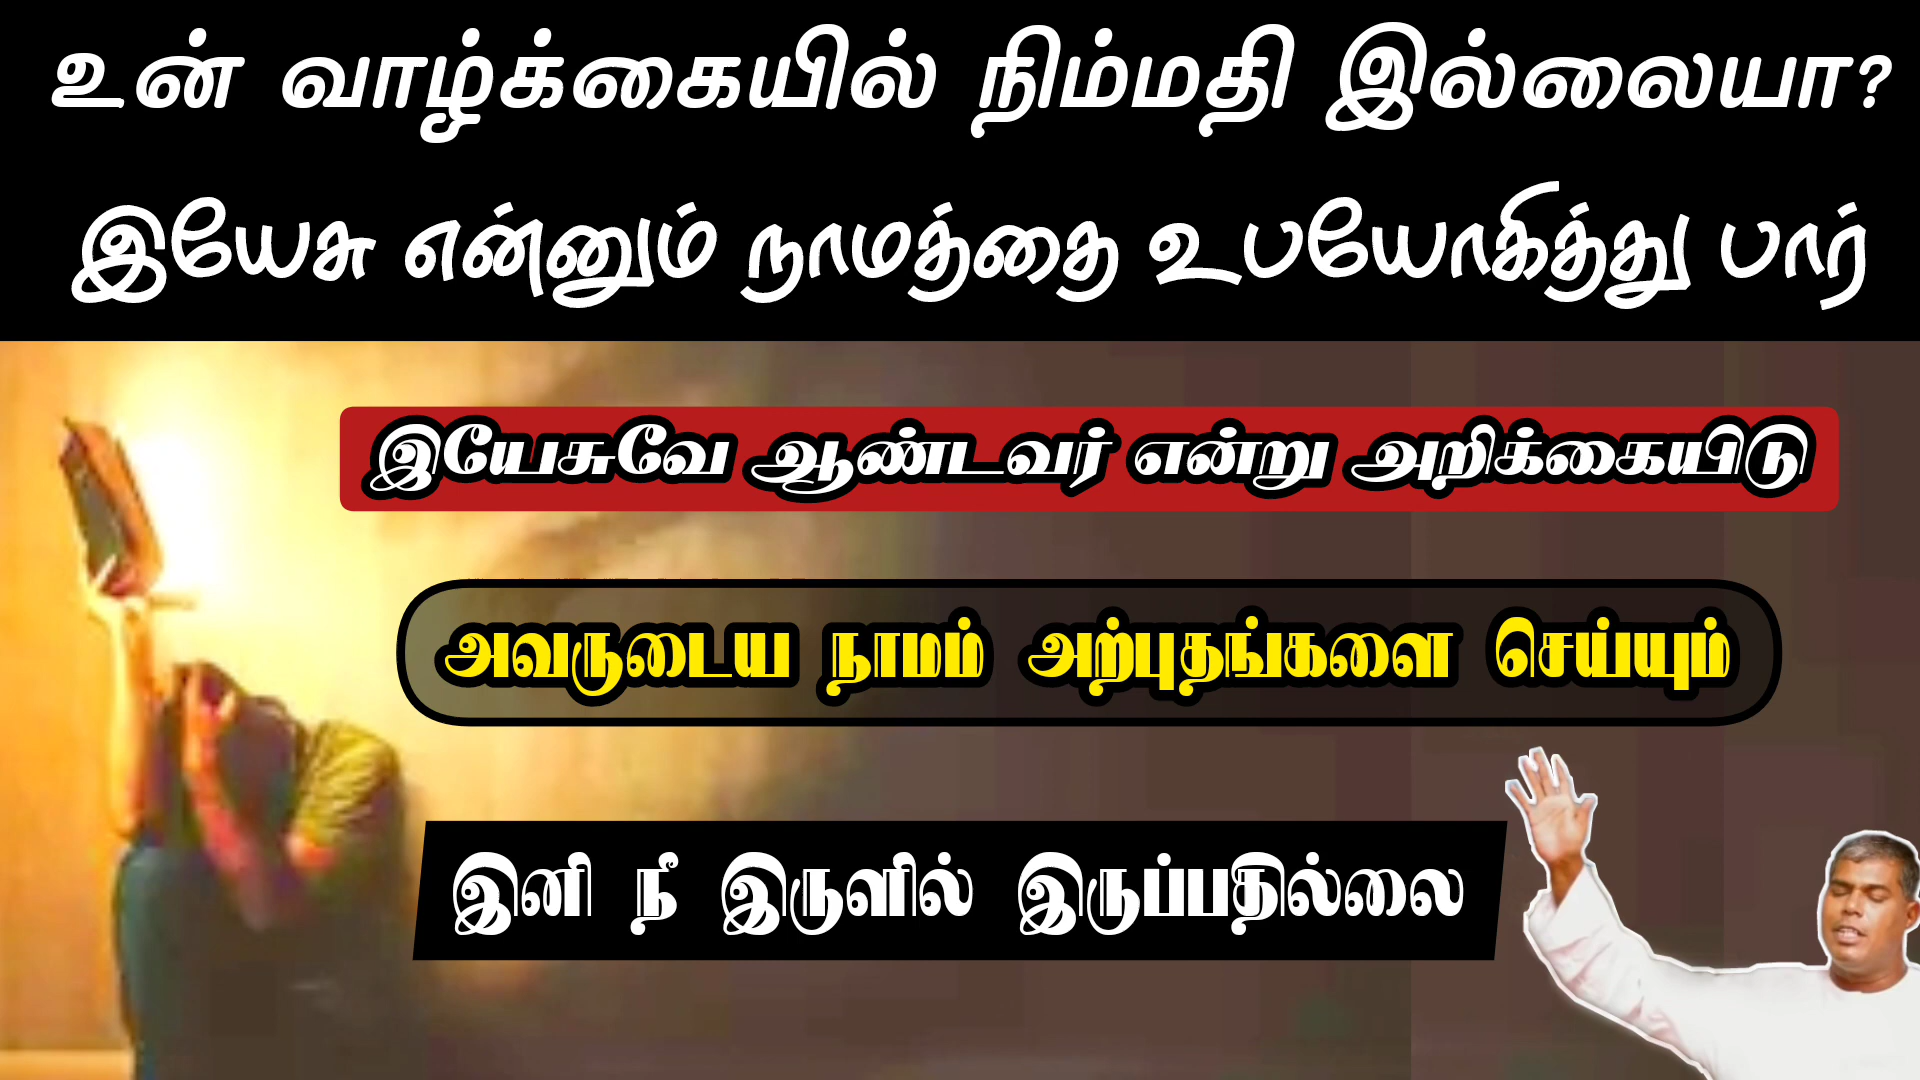 உன் வாழ்க்கையில் நிம்மதி இல்லையா?
இயேசு என்னும் நாமத்தை உபயோகித்து பார்
இயேசுவே ஆண்டவர் என்று அறிக்கையிடு
அவருடைய நாமம் அற்புதங்களை செய்யும்
இனி நீ இருளில் இருப்பதில்லை